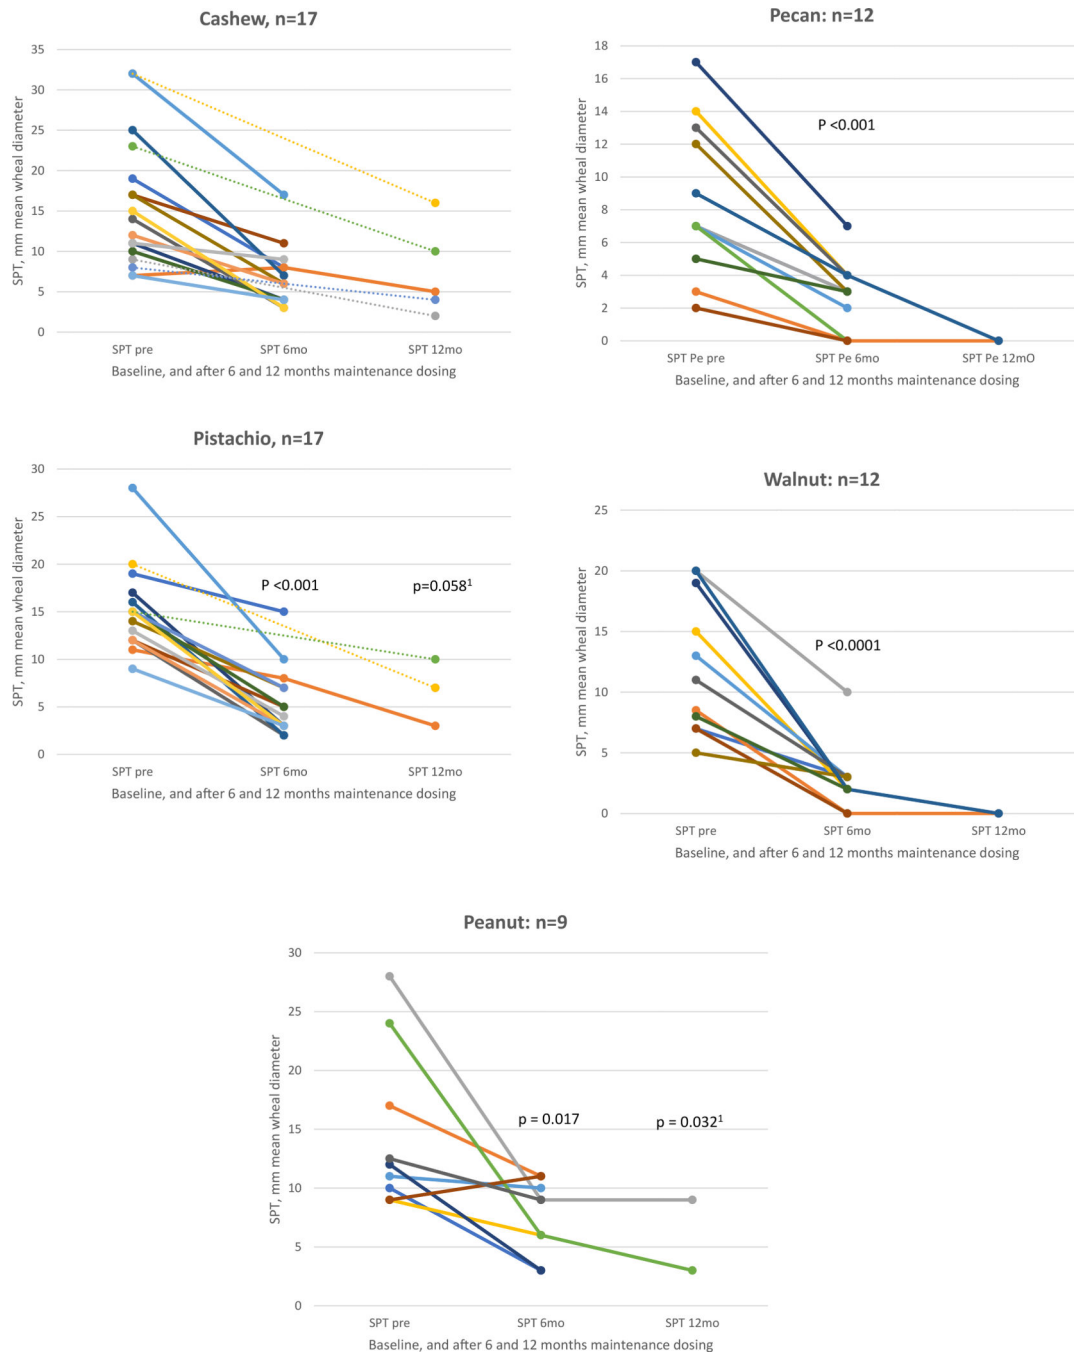 Cashew, n=17
SPT, mm mean wheal diameter
35
30
25
20
15
10
5
0
SPT pre
SPT 6mo
SPT 12mo
Baseline, and after 6 and 12 months maintenance dosing
Pecan: n=12
SPT, mm mean wheal diameter
18
16
14
12
10
8
6
4
2
0
P <0.001
SPT Pe pre
SPT Pe 6mo
SPT Pe 12mO
Baseline, and after 6 and 12 months maintenance dosing
Pistachio, n=17
SPT, mm mean wheal diameter
30
25
20
15
10
5
0
P <0.001
p=0.058¹
SPT pre
SPT 6mo
SPT 12mo
Baseline, and after 6 and 12 months maintenance dosing
Walnut: n=12
SPT, mm mean wheal diameter
25
20
15
10
5
0
P <0.0001
SPT pre
SPT 6mo
SPT 12mo
Baseline, and after 6 and 12 months maintenance dosing
Peanut: n=9
SPT, mm mean wheal diameter
30
25
20
15
10
5
0
p = 0.017
p = 0.032¹
SPT pre
SPT 6mo
SPT 12mo
Baseline, and after 6 and 12 months maintenance dosing